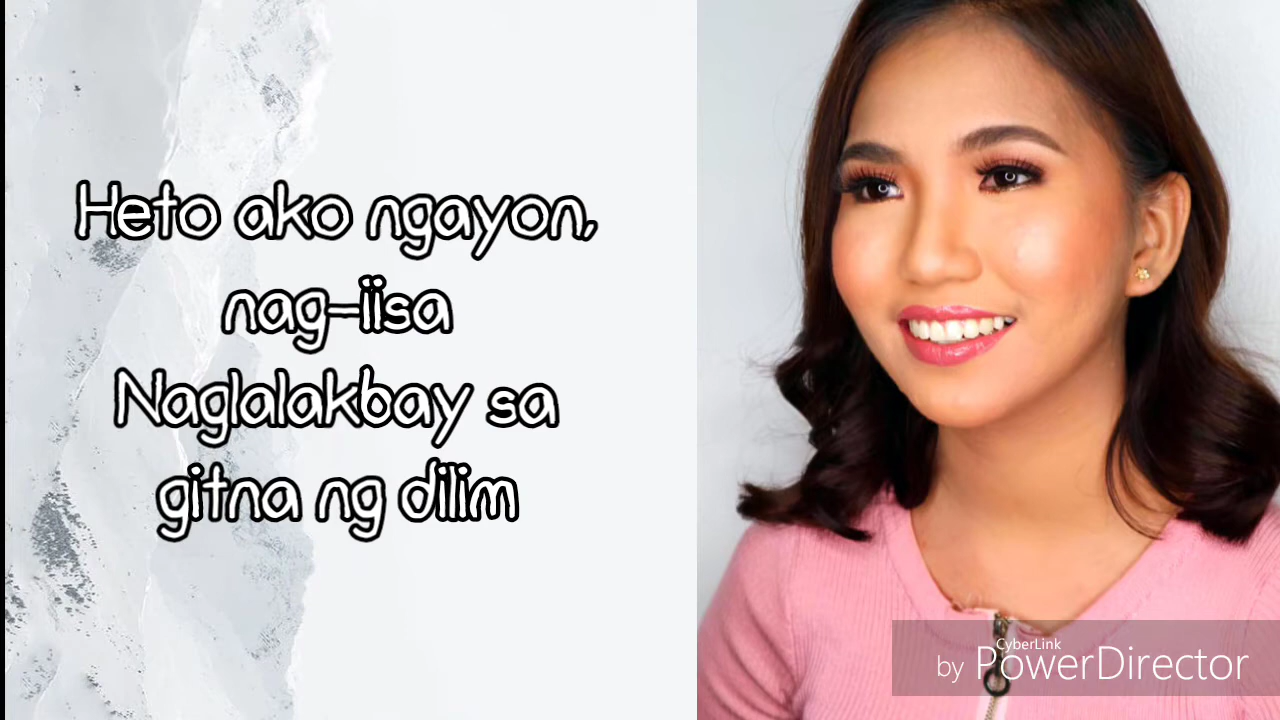 Heto ako ngayon,
nag-iisa
Naglalakbay sa
gitna ng dilim
CyberLink
by PowerDirector